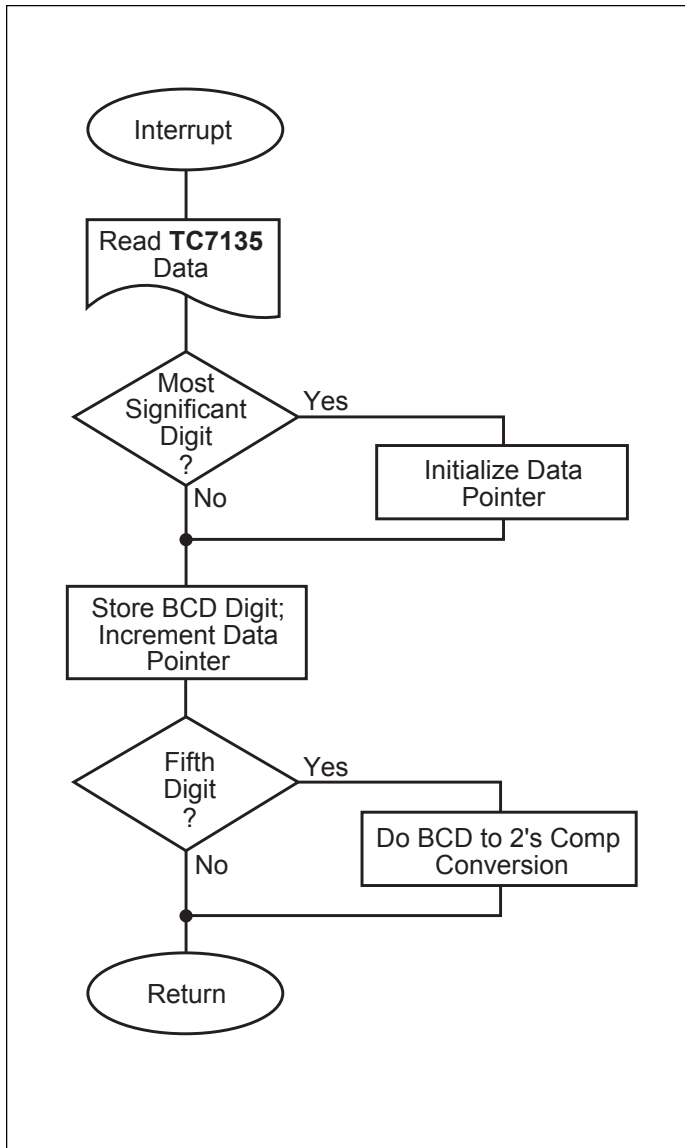 Interrupt
Read TC7135
Data
Most
Significant
Digit
?
Yes
No
Initialize Data
Pointer
Store BCD Digit;
Increment Data
Pointer
Fifth
Digit
?
Yes
No
Do BCD to 2's Comp
Conversion
Return